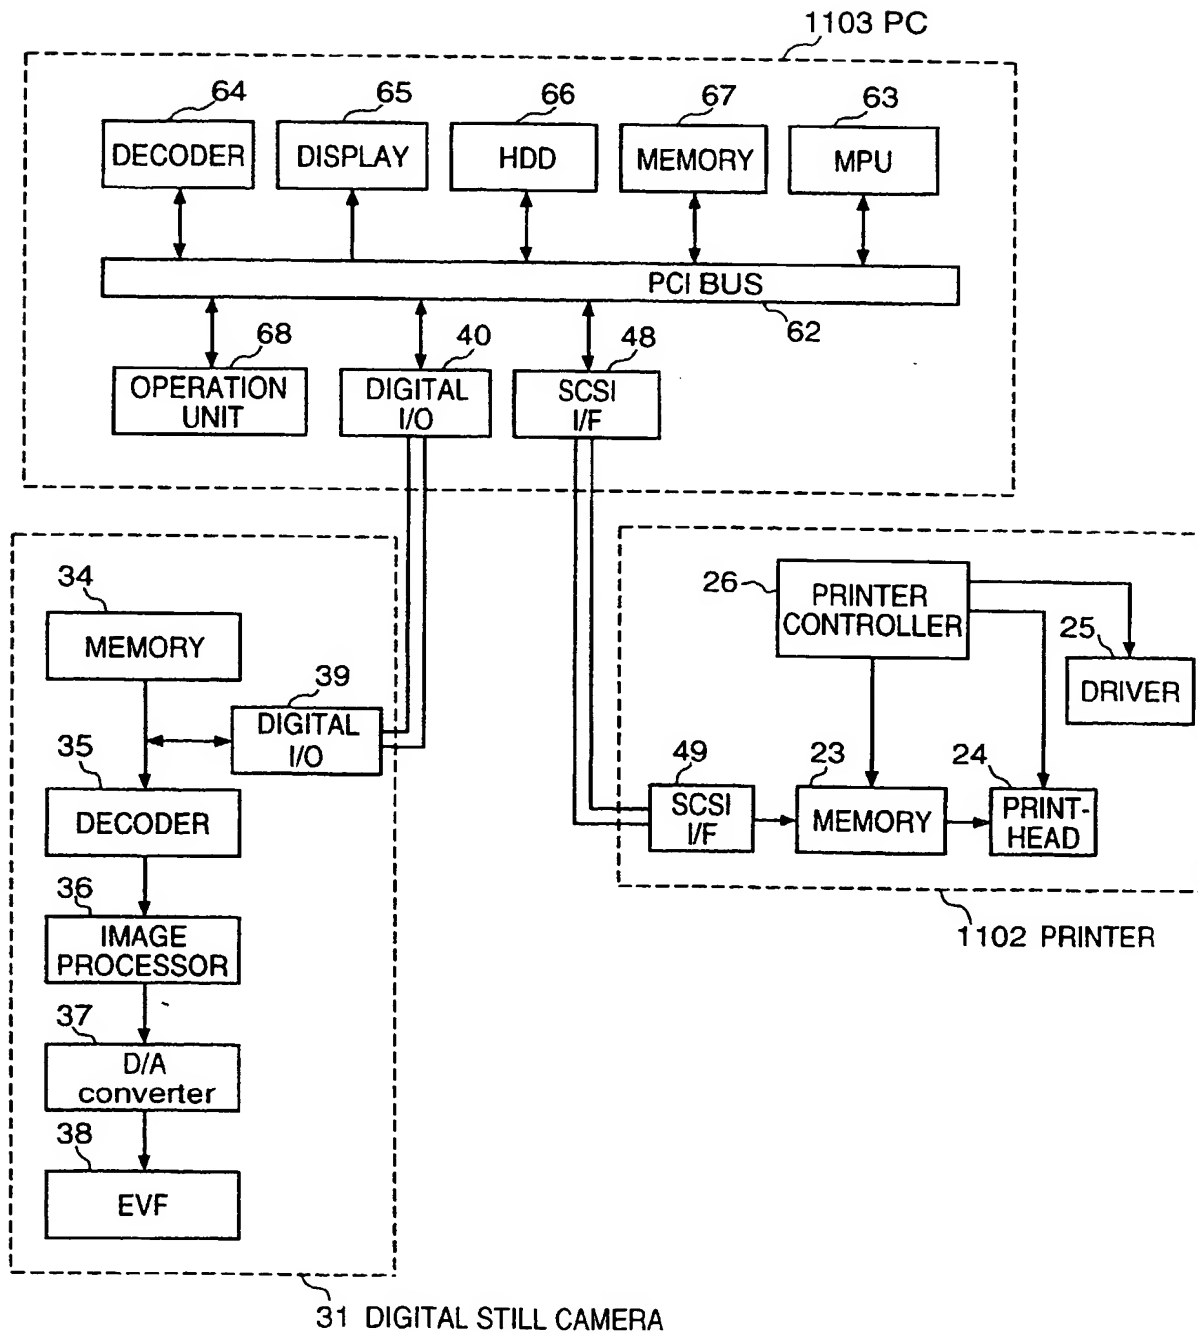 1103 PC
64
65
66
67
63
DECODER
DISPLAY
HDD
MEMORY
MPU
PCI BUS
62
68
40
48
OPERATION
UNIT
DIGITAL
I/O
SCSI
I/F
34
MEMORY
39
DIGITAL
I/O
35
DECODER
36
IMAGE
PROCESSOR
37
D/A
converter
38
EVF
31 DIGITAL STILL CAMERA
26
PRINTER
CONTROLLER
25
DRIVER
49
SCSI
I/F
23
MEMORY
24
PRINT-
HEAD
1102 PRINTER